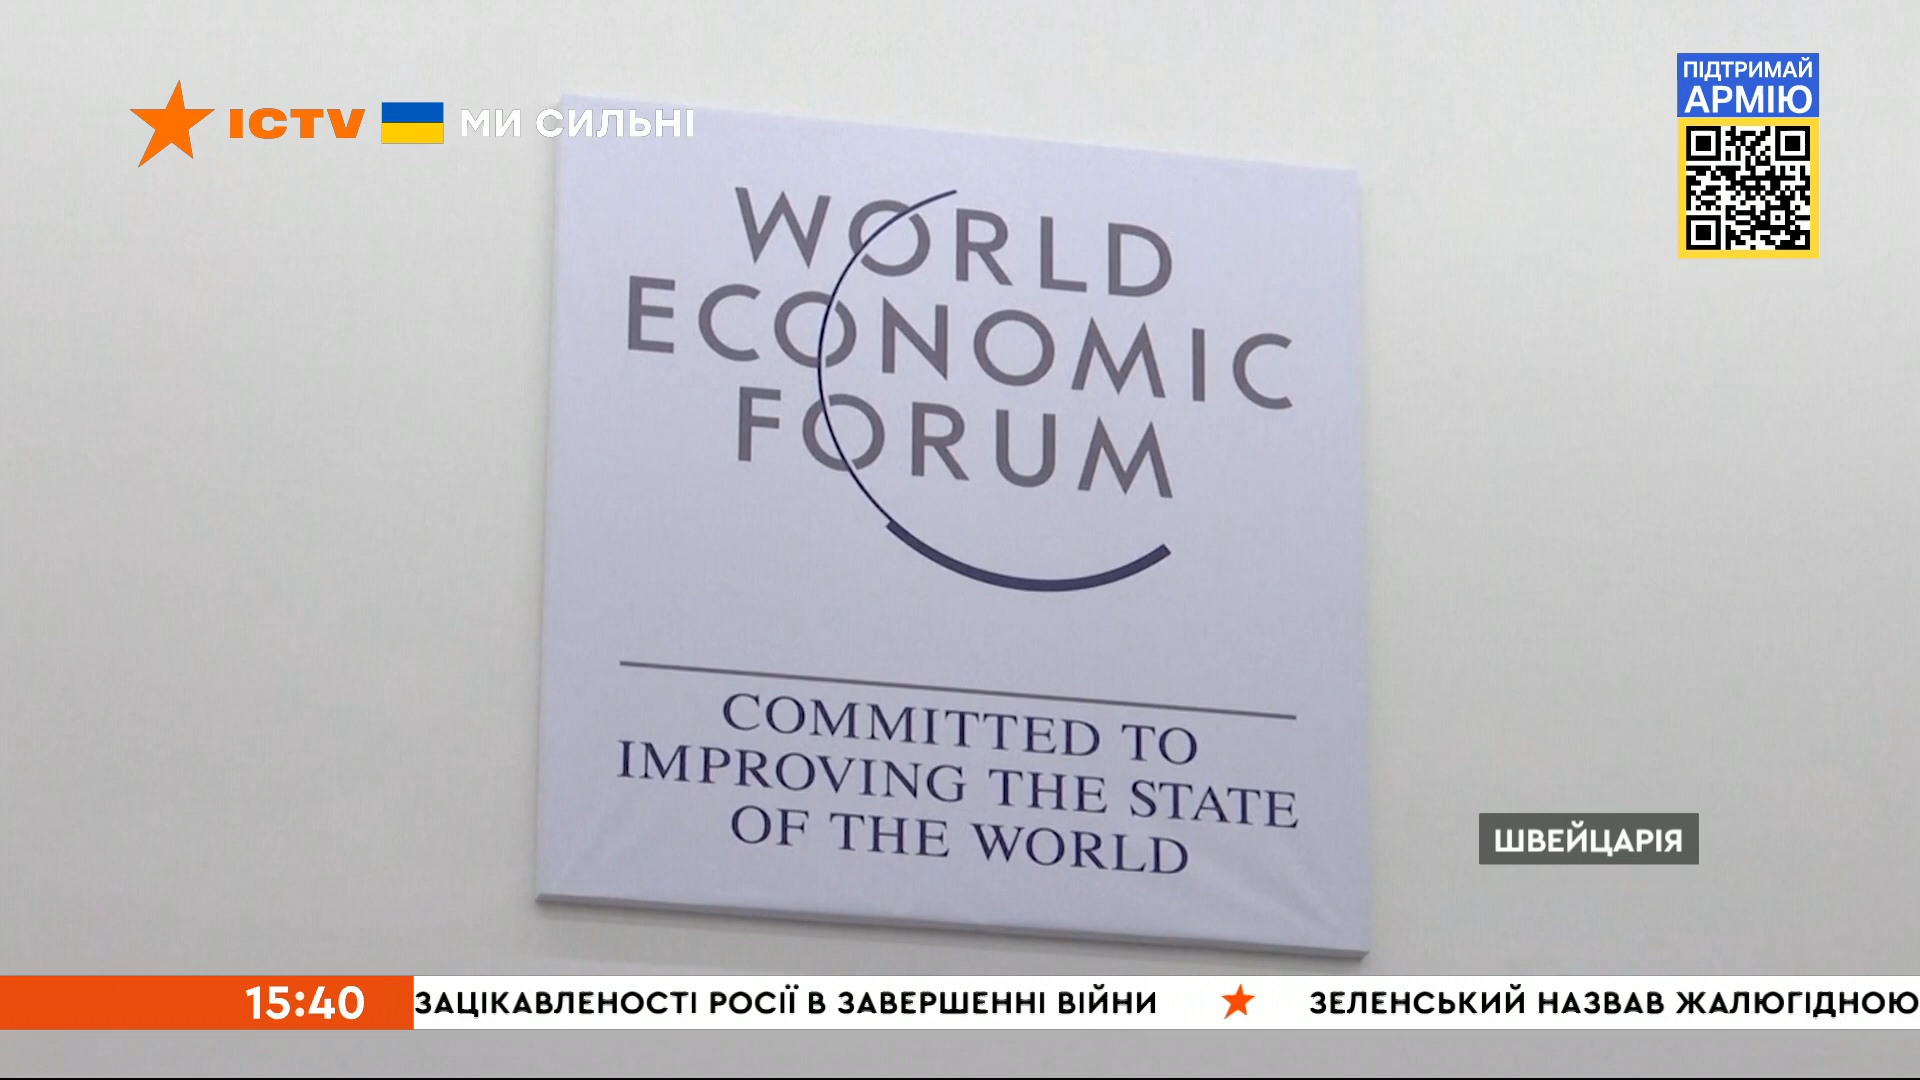 ICTV МИ СИЛЬНІ
ПІДТРИМАЙ
АРМІЮ
WORLD
ECONOMIC
FORUM
COMMITTED TO
IMPROVING THE STATE
OF THE WORLD
ШВЕЙЦАРІЯ
15:40 ЗАЦІКАВЛЕНОСТІ РОСІЇ В ЗАВЕРШЕННІ ВІЙНИ ЗЕЛЕНСЬКИЙ НАЗВАВ ЖАЛЮГІДНОЮ